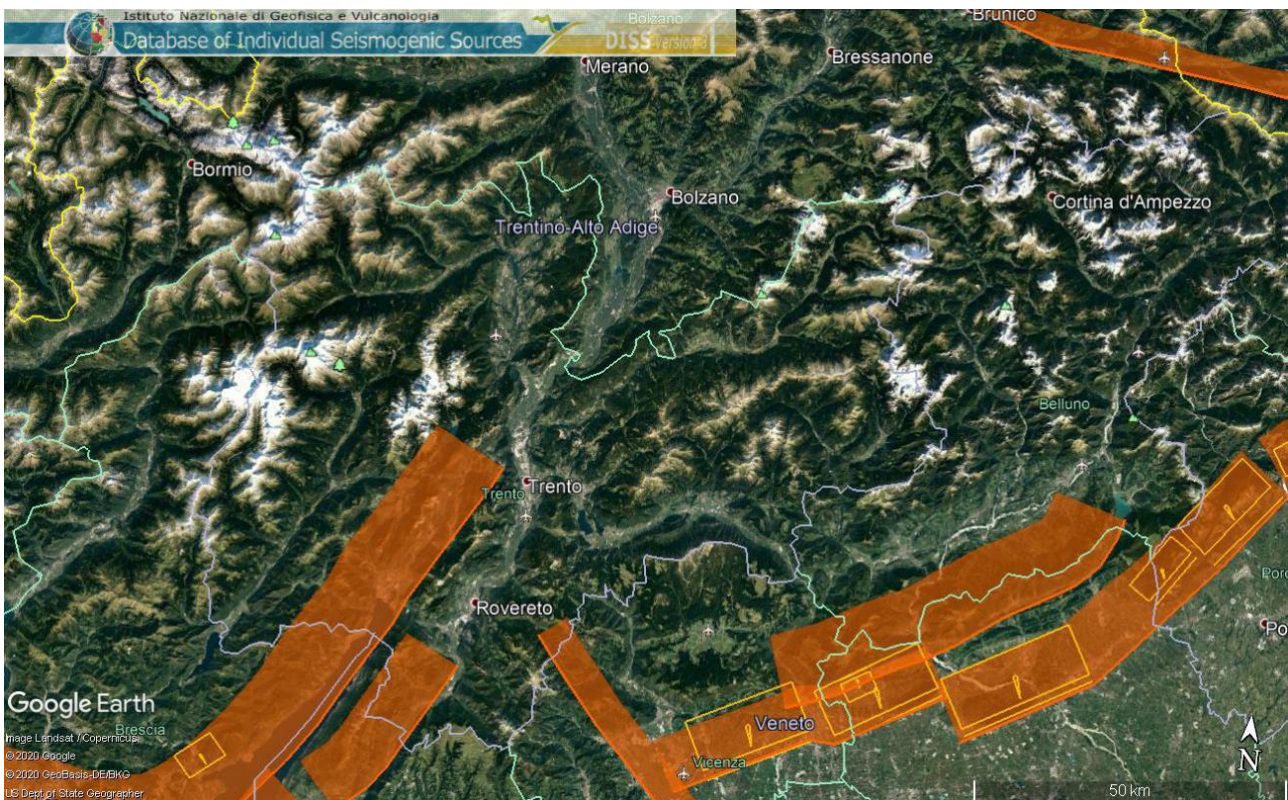 Istituto Nazionale di Geofisica e Vulcanologia
Bolzano
Database of Individual Seismogenic Sources
DISS version 3
Brunico
Merano
Bressanone
Bormio
Bolzano
Cortina d'Ampezzo
Trentino-Alto Adige
Belluno
Trento
Trento
Rovereto
Google Earth
Veneto
Brescia
Vicenza
Image Landsat / Copernicus
© 2020 Google
© 2020 GeoBasis-DE/BKG
US Dept of State Geographer
N
50 km